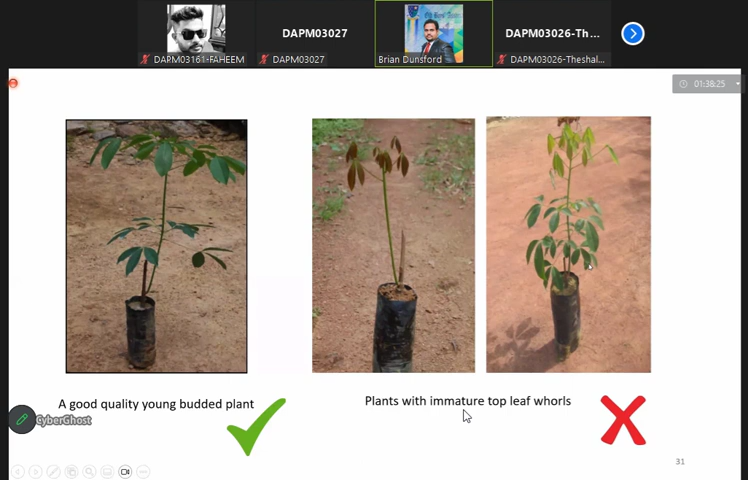 DAPM03027
DAPM03026-Th...
DAPM03161-FAHEEM
DAPM03027
Brian Dunsford
DAPM03026-Theshal...
01:38:25
A good quality young budded plant
Plants with immature top leaf whorls
CyberGhost
31